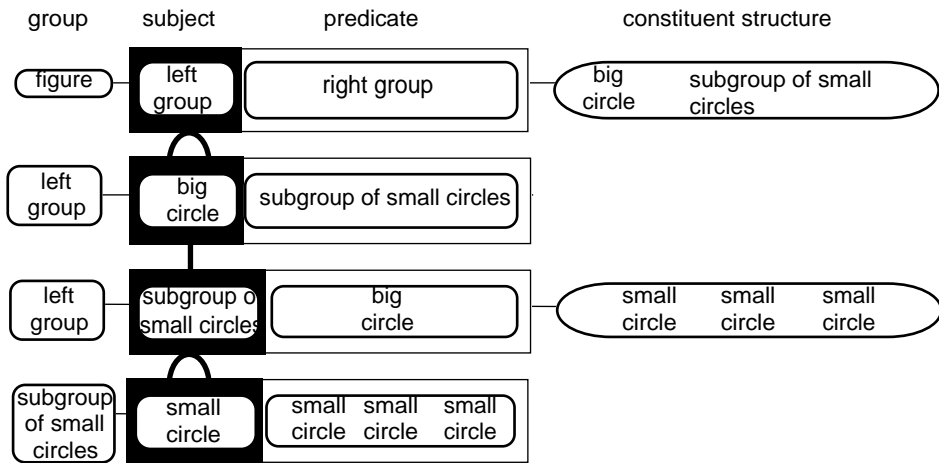 group subject predicate constituent structure
figure
left
group
right group
big
circle
subgroup of small
circles
left
group
big
circle
subgroup of small circles
left
group
subgroup of
small circles
big
circle
small small small
circle circle circle
subgroup
of small
circles
small
circle
small small small
circle circle circle